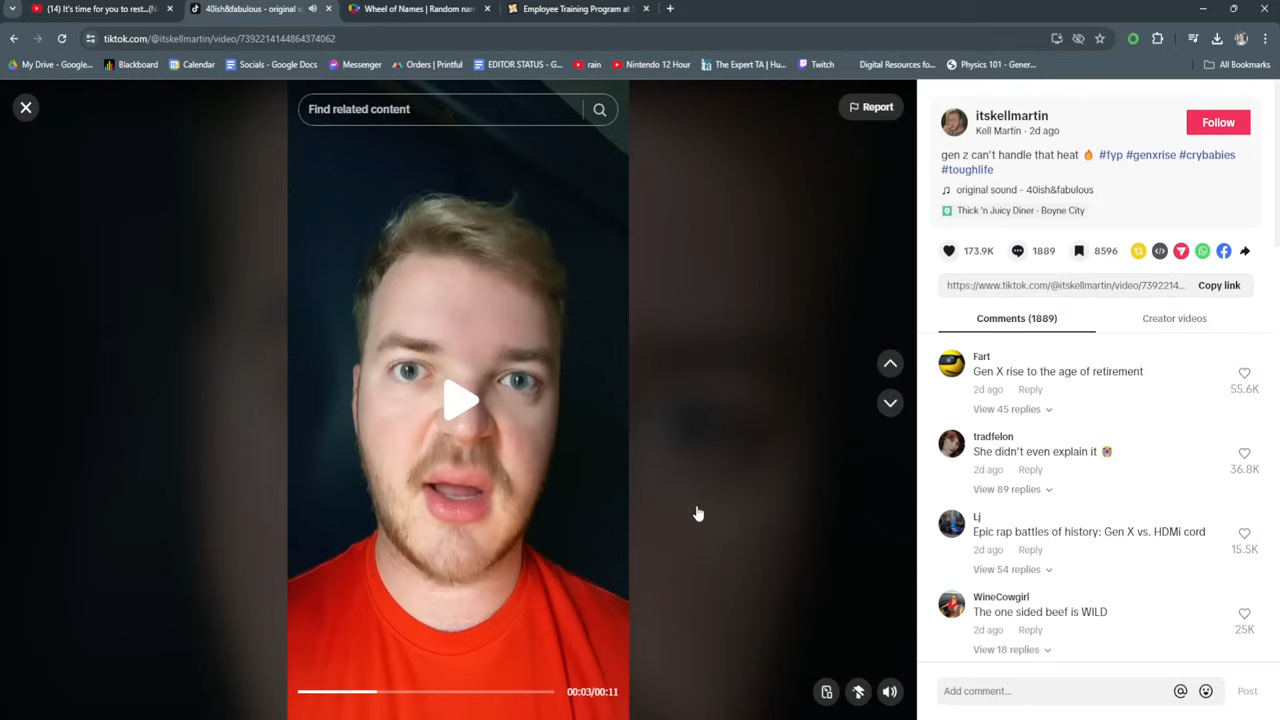 (14) It's time for you to rest...(N
40ish&fabulous - original s
Wheel of Names | Random nam
Employee Training Program at S
tiktok.com/@itskellmartin/video/7392214144864374062
My Drive - Google...
Blackboard
Calendar
Socials - Google Docs
Messenger
Orders | Printful
EDITOR STATUS - G...
rain
Nintendo 12 Hour
The Expert TA | Hu...
Twitch
Digital Resources fo...
Physics 101 - Gener...
All Bookmarks
Find related content
Report
itskellmartin
Kell Martin · 2d ago
Follow
gen z can't handle that heat 🔥 #fyp #genxrise #crybabies
#toughlife
original sound - 40ish&fabulous
Thick 'n Juicy Diner · Boyne City
173.9K
1889
8596
https://www.tiktok.com/@itskellmartin/video/7392214...
Copy link
Comments (1889)
Creator videos
Fart
Gen X rise to the age of retirement
2d ago Reply
55.6K
View 45 replies
tradfelon
She didn't even explain it
2d ago Reply
36.8K
View 89 replies
Lj
Epic rap battles of history: Gen X vs. HDMi cord
2d ago Reply
15.5K
View 54 replies
WineCowgirl
The one sided beef is WILD
2d ago Reply
25K
View 18 replies
00:03/00:11
Add comment...
Post